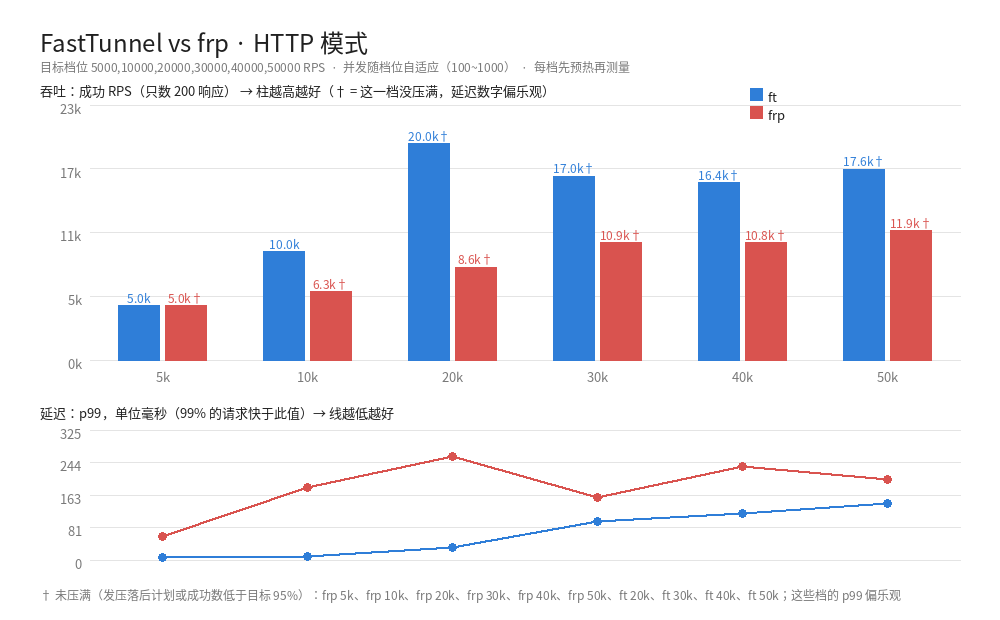 FastTunnel vs frp · HTTP 模式
目标档位 5000,10000,20000,30000,40000,50000 RPS · 并发随档位自适应（100~1000） · 每档先预热再测量
吞吐：成功 RPS（只数 200 响应） → 柱越高越好（† = 这一档没压满，延迟数字偏乐观）
ft
frp
23k
17k
11k
5k
0k
5.0k
5.0k †
10.0k
6.3k †
20.0k †
8.6k †
17.0k †
10.9k †
16.4k †
10.8k †
17.6k †
11.9k †
5k
10k
20k
30k
40k
50k
延迟：p99，单位毫秒（99% 的请求快于此值）→ 线越低越好
325
244
163
81
0
† 未压满（发压落后计划或成功数低于目标 95%）：frp 5k、frp 10k、frp 20k、frp 30k、frp 40k、frp 50k、ft 20k、ft 30k、ft 40k、ft 50k；这些档的 p99 偏乐观